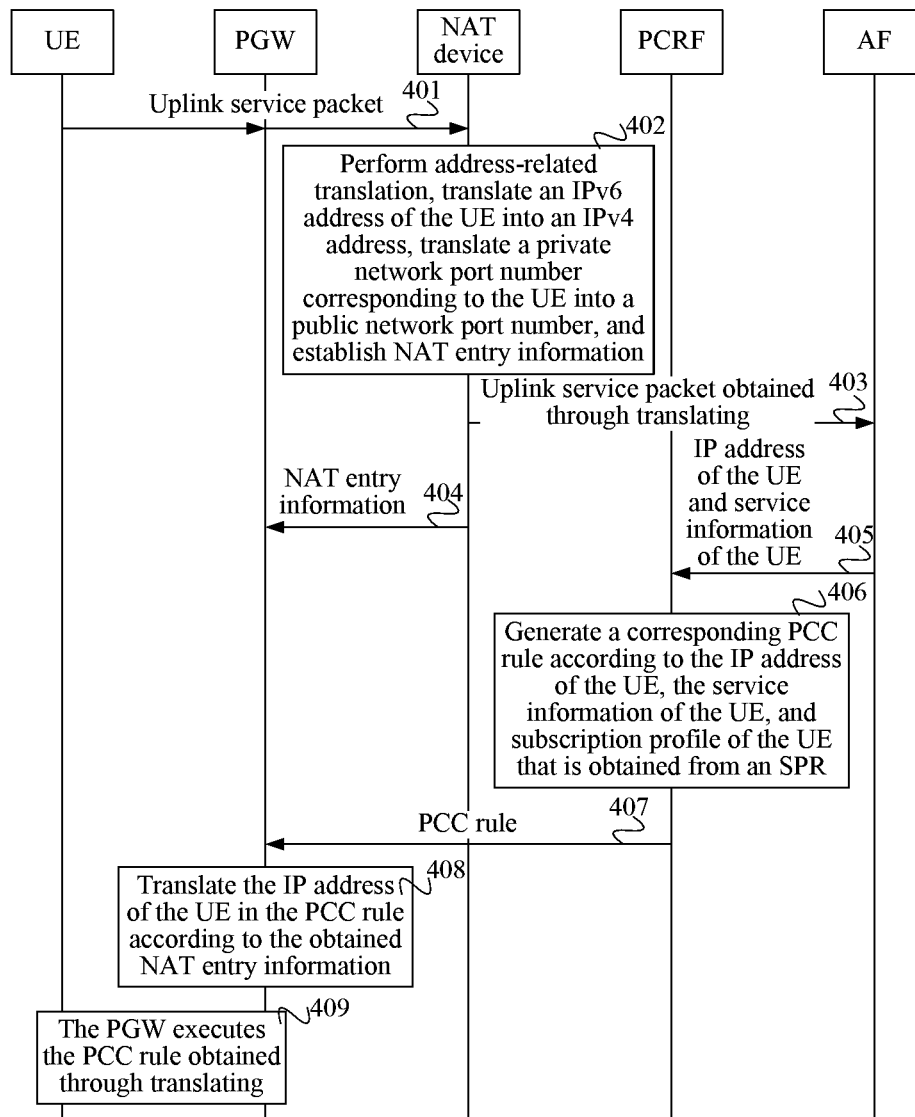 UE
PGW
NAT
device
PCRF
AF
Uplink service packet
401
402
Perform address-related
translation, translate an IPv6
address of the UE into an IPv4
address, translate a private
network port number
corresponding to the UE into a
public network port number, and
establish NAT entry information
Uplink service packet obtained
through translating
403
NAT entry
information
404
IP address
of the UE
and service
information
of the UE
405
406
Generate a corresponding PCC
rule according to the IP address
of the UE, the service
information of the UE, and
subscription profile of the UE
that is obtained from an SPR
PCC rule
407
408
Translate the IP address
of the UE in the PCC rule
according to the obtained
NAT entry information
409
The PGW executes
the PCC rule obtained
through translating